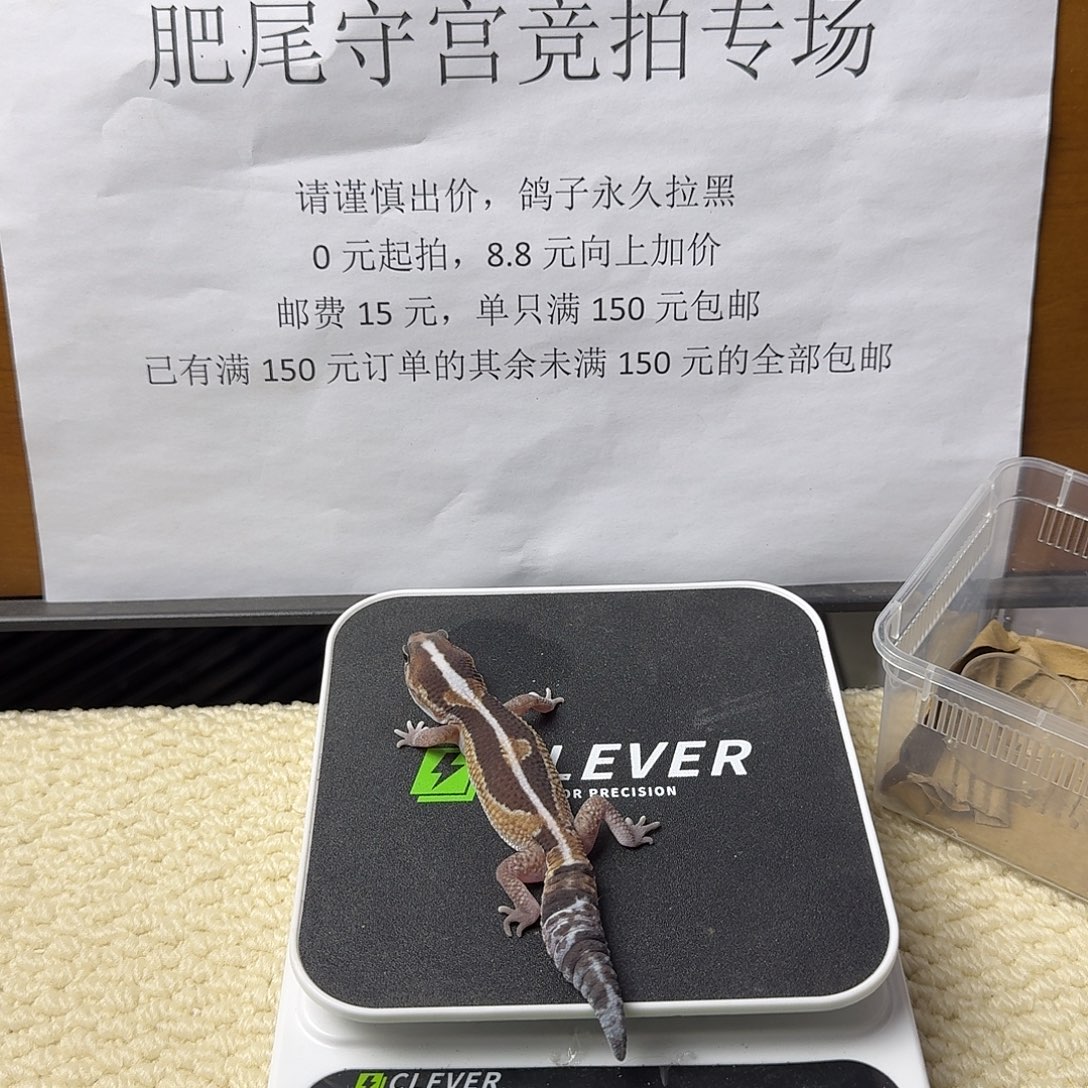 肥尾守宫竞拍专场
请谨慎出价，鸽子永久拉黑
0 元起拍，8.8 元向上加价
邮费 15 元，单只满 150 元包邮
已有满 150 元订单的其余未满 150 元的全部包邮
LEVER
OR PRECISION
CLEVER